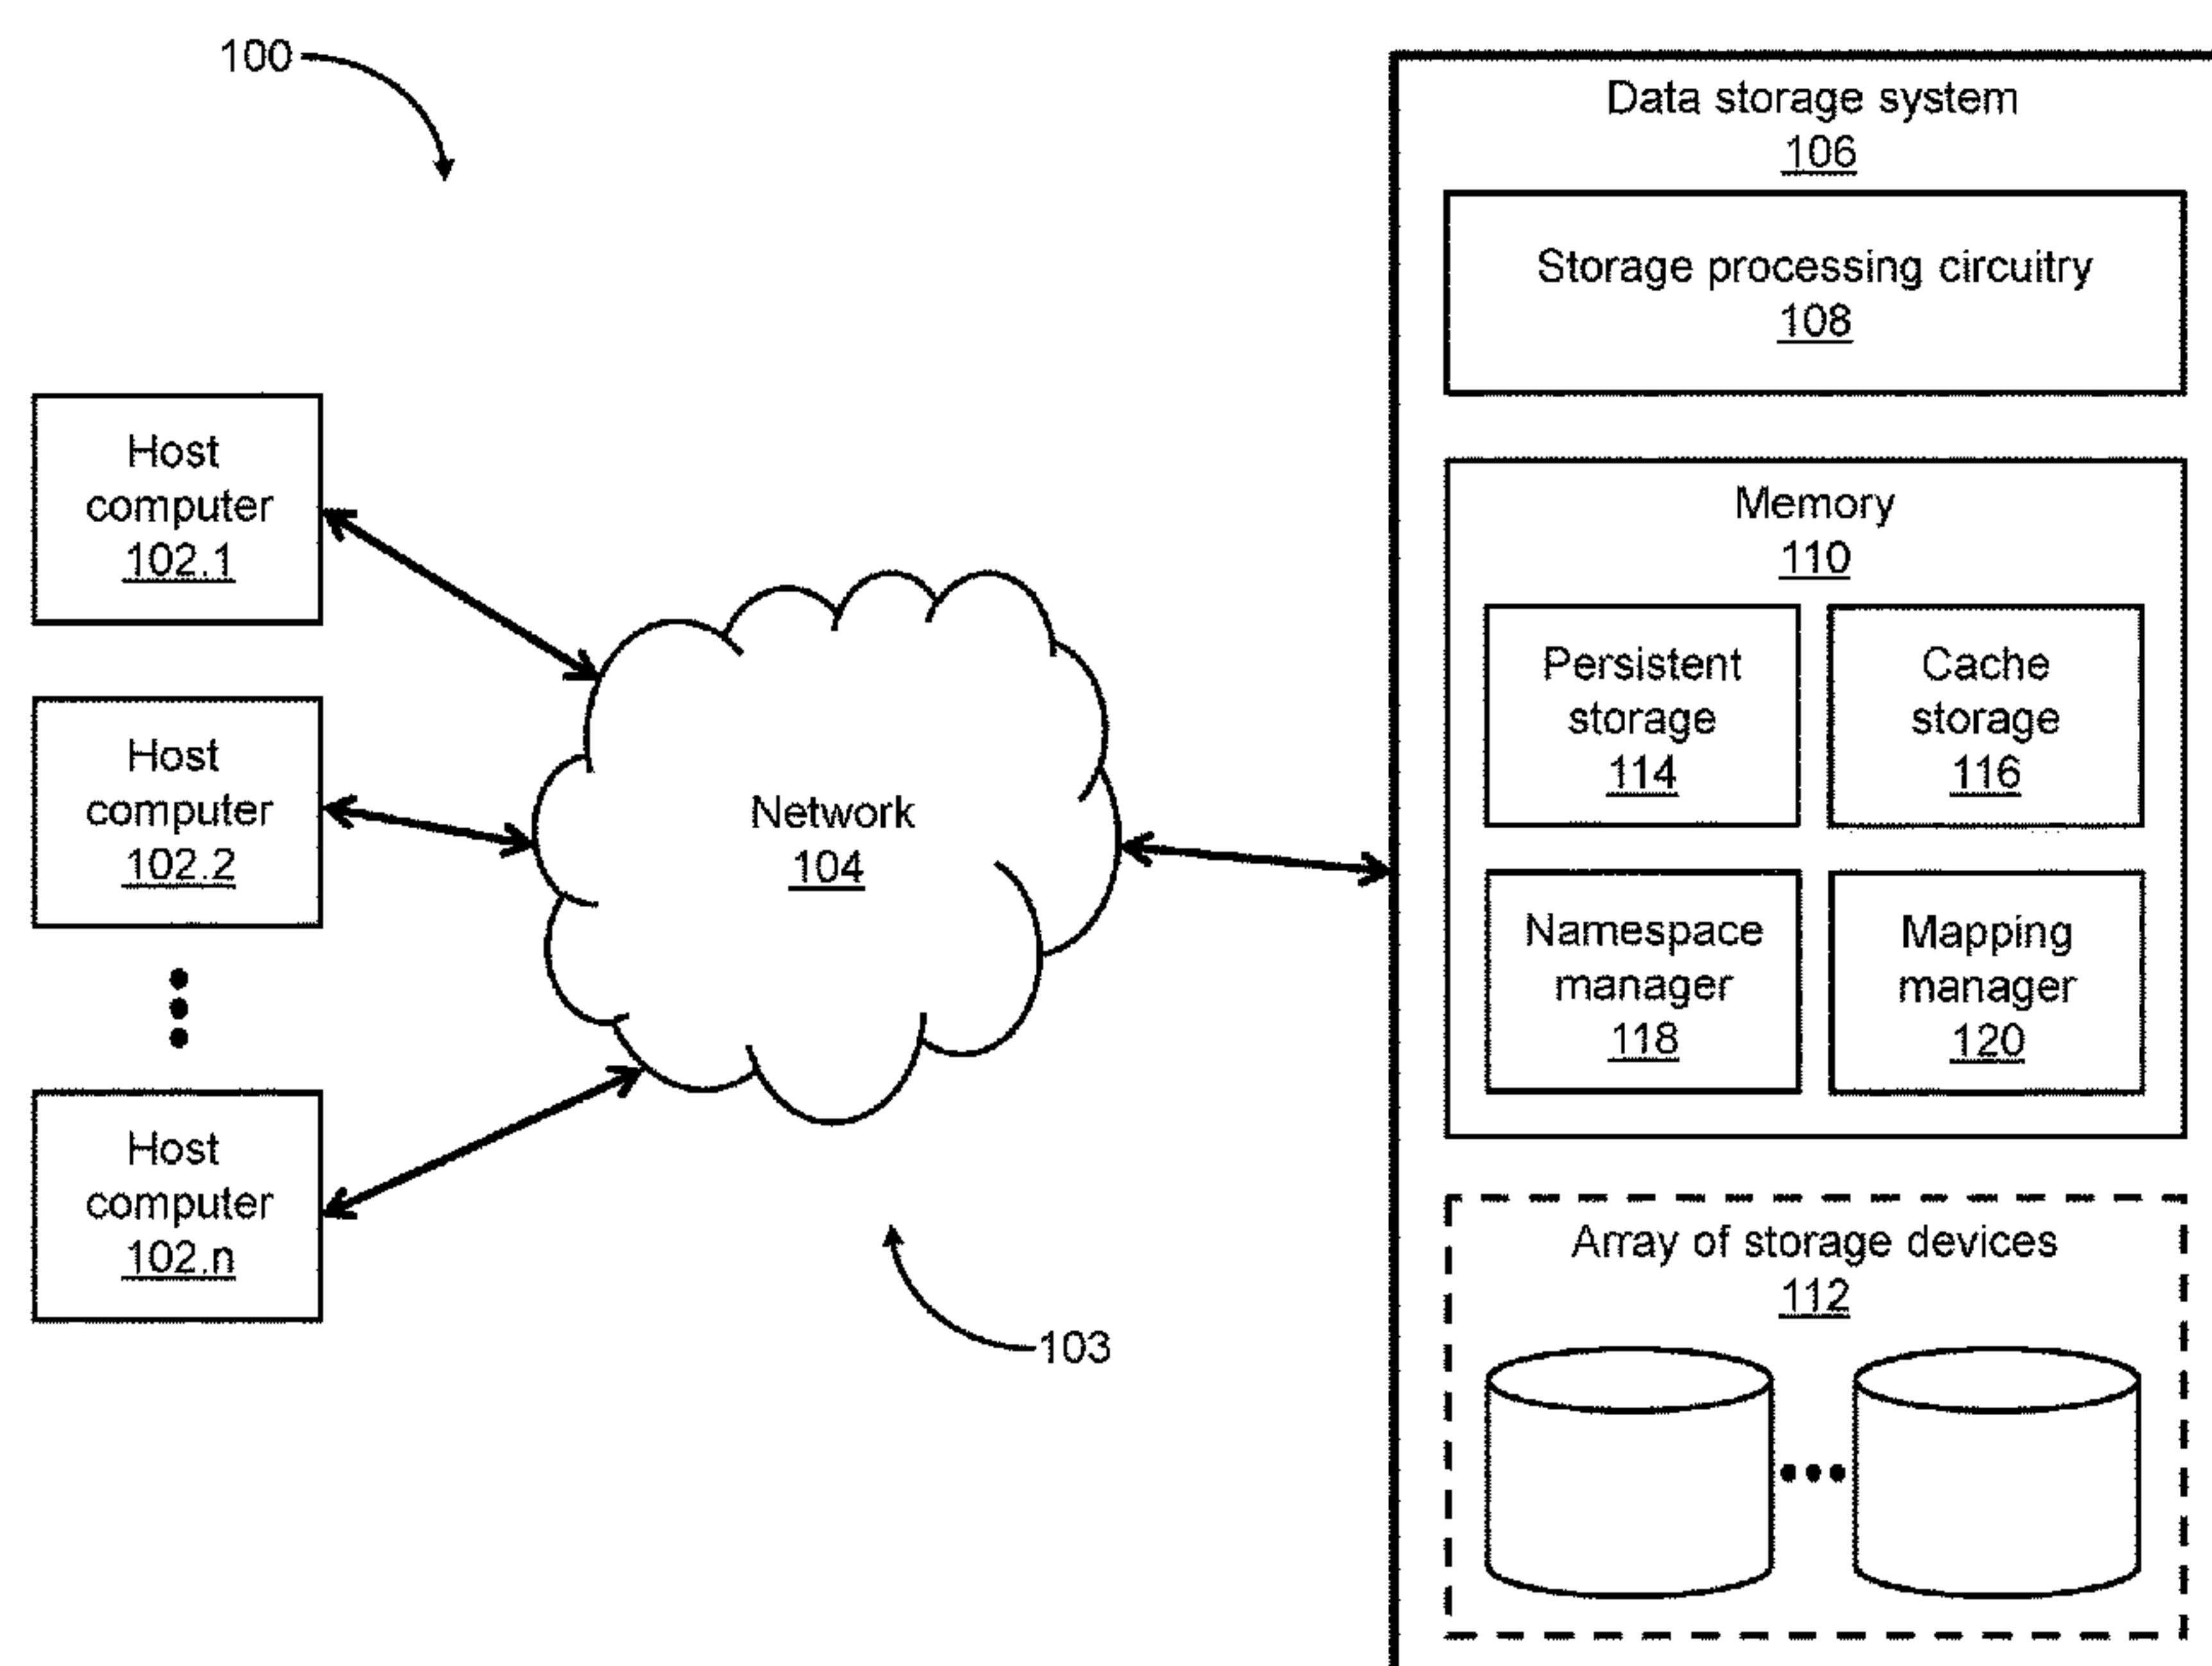 100
Data storage system
106
Storage processing circuitry
108
Host
computer
102.1
Memory
110
Persistent
storage
114
Cache
storage
116
Host
computer
102.2
Network
104
Namespace
manager
118
Mapping
manager
120
Host
computer
102.n
103
Array of storage devices
112